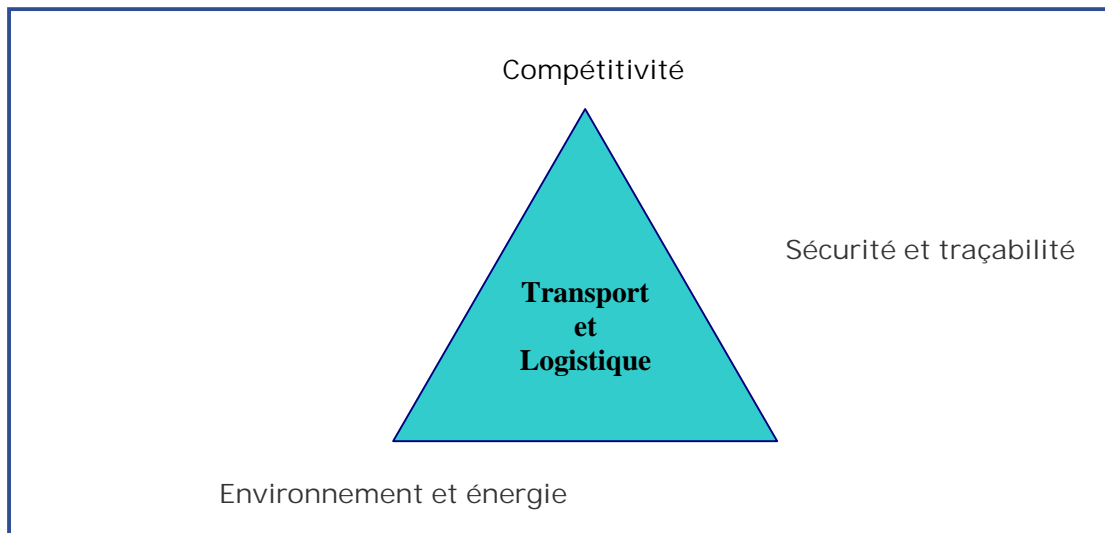 Compétitivité
Sécurité et traçabilité
Transport
et
Logistique
Environnement et énergie